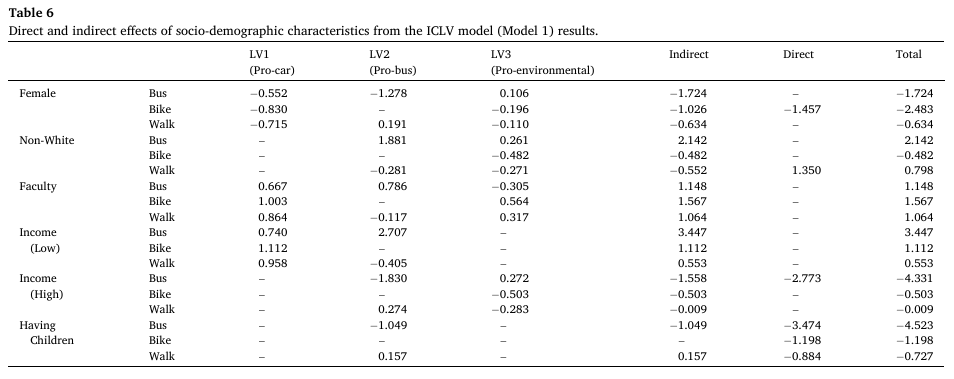 Table 6
Direct and indirect effects of socio-demographic characteristics from the ICLV model (Model 1) results.
LV1 LV2 LV3 Indirect Direct Total
(Pro-car) (Pro-bus) (Pro-environmental)
Female Bus −0.552 −1.278 0.106 −1.724 – −1.724
Bike −0.830 – −0.196 −1.026 −1.457 −2.483
Walk −0.715 0.191 −0.110 −0.634 – −0.634
Non-White Bus – 1.881 0.261 2.142 – 2.142
Bike – – −0.482 −0.482 – −0.482
Walk – −0.281 −0.271 −0.552 1.350 0.798
Faculty Bus 0.667 0.786 −0.305 1.148 – 1.148
Bike 1.003 – 0.564 1.567 – 1.567
Walk 0.864 −0.117 0.317 1.064 – 1.064
Income Bus 0.740 2.707 – 3.447 – 3.447
(Low) Bike 1.112 – – 1.112 – 1.112
Walk 0.958 −0.405 – 0.553 – 0.553
Income Bus – −1.830 0.272 −1.558 −2.773 −4.331
(High) Bike – – −0.503 −0.503 – −0.503
Walk – 0.274 −0.283 −0.009 – −0.009
Having Bus – −1.049 – −1.049 −3.474 −4.523
Children Bike – – – – −1.198 −1.198
Walk – 0.157 – 0.157 −0.884 −0.727